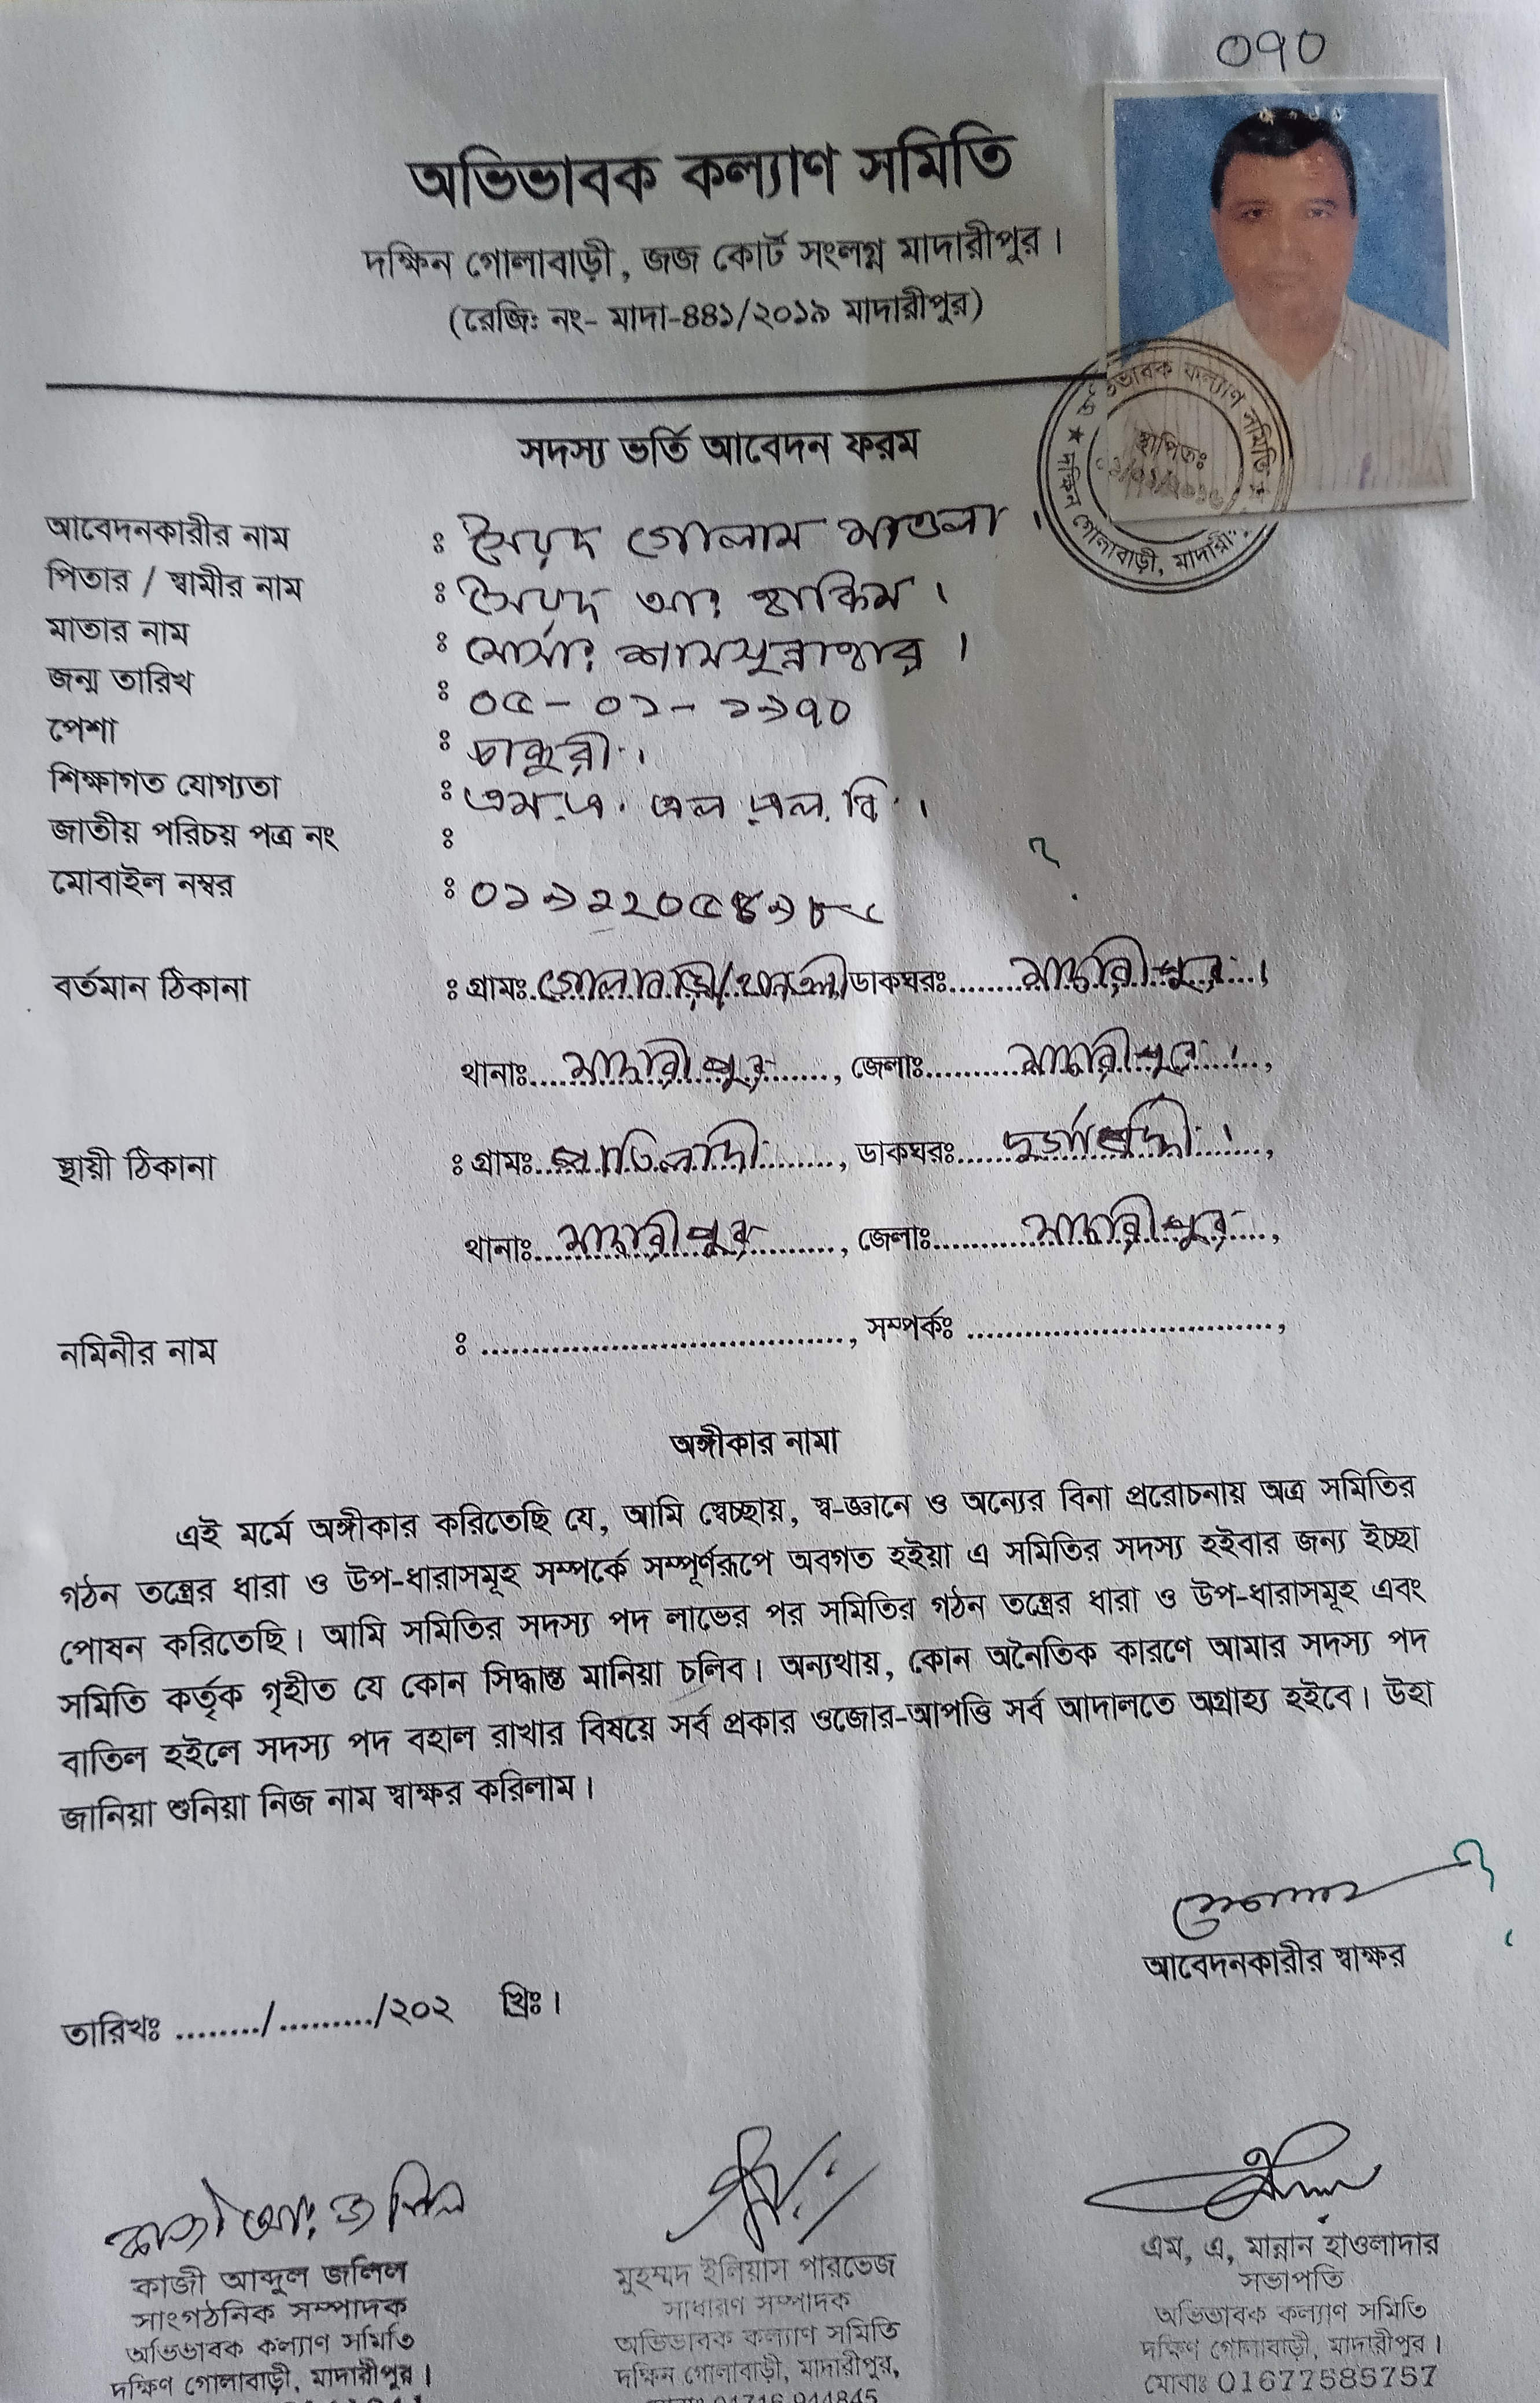 ০৭০
অভিভাবক কল্যাণ সমিতি
দক্ষিন গোলাবাড়ী, জজ কোর্ট সংলগ্ন মাদারীপুর।
(রেজিঃ নং- মাদা-৪৪১/২০১৯ মাদারীপুর)
অভিভাবক কল্যাণ সমিতি
স্থাপিতঃ
দক্ষিন গোলাবাড়ী, মাদারী
সদস্য ভর্তি আবেদন ফরম
আবেদনকারীর নাম : সৈয়দ গোলাম মাওলা।
পিতার / স্বামীর নাম : সৈয়দ আঃ হাকিম।
মাতার নাম : মোসাঃ শামসুন্নাহার।
জন্ম তারিখ : ০৫-০১-১৯৭০
পেশা : চাকুরী।
শিক্ষাগত যোগ্যতা : এম.এ. এল.এল.বি.।
জাতীয় পরিচয় পত্র নং : ?
মোবাইল নম্বর :
বর্তমান ঠিকানা : গ্রামঃ গোলাবাড়ী/ ডাকঘরঃ মাদারীপুর।
থানাঃ মাদারীপুর, জেলাঃ মাদারীপুর।,
স্থায়ী ঠিকানা : গ্রামঃ পাতিলাদী, ডাকঘরঃ দুর্গাবর্দ্দী।,
থানাঃ মাদারীপুর, জেলাঃ মাদারীপুর,
নমিনীর নাম : ...................................., সম্পর্কঃ ...................................,
অঙ্গীকার নামা
এই মর্মে অঙ্গীকার করিতেছি যে, আমি স্বেচ্ছায়, স্ব-জ্ঞানে ও অন্যের বিনা প্ররোচনায় অত্র সমিতির
গঠন তন্ত্রের ধারা ও উপ-ধারাসমূহ সম্পর্কে সম্পূর্ণরূপে অবগত হইয়া এ সমিতির সদস্য হইবার জন্য ইচ্ছা
পোষন করিতেছি। আমি সমিতির সদস্য পদ লাভের পর সমিতির গঠন তন্ত্রের ধারা ও উপ-ধারাসমূহ এবং
সমিতি কর্তৃক গৃহীত যে কোন সিদ্ধান্ত মানিয়া চলিব। অন্যথায়, কোন অনৈতিক কারণে আমার সদস্য পদ
বাতিল হইলে সদস্য পদ বহাল রাখার বিষয়ে সর্ব প্রকার ওজোর-আপত্তি সর্ব আদালতে অগ্রাহ্য হইবে। উহা
জানিয়া শুনিয়া নিজ নাম স্বাক্ষর করিলাম।
আবেদনকারীর স্বাক্ষর
তারিখঃ ......../........./২০২ খ্রিঃ।
কাজী আঃ জলিল
কাজী আব্দুল জলিল
সাংগঠনিক সম্পাদক
অভিভাবক কল্যাণ সমিতি
দক্ষিণ গোলাবাড়ী, মাদারীপুর।
মুহম্মদ ইলিয়াস পারভেজ
সাধারণ সম্পাদক
অভিভাবক কল্যাণ সমিতি
দক্ষিন গোলাবাড়ী, মাদারীপুর,
মোবাঃ 01716 944845
এম, এ, মান্নান হাওলাদার
সভাপতি
অভিভাবক কল্যাণ সমিতি
দক্ষিণ গোলাবাড়ী, মাদারীপুর।
মোবাঃ 01677585757